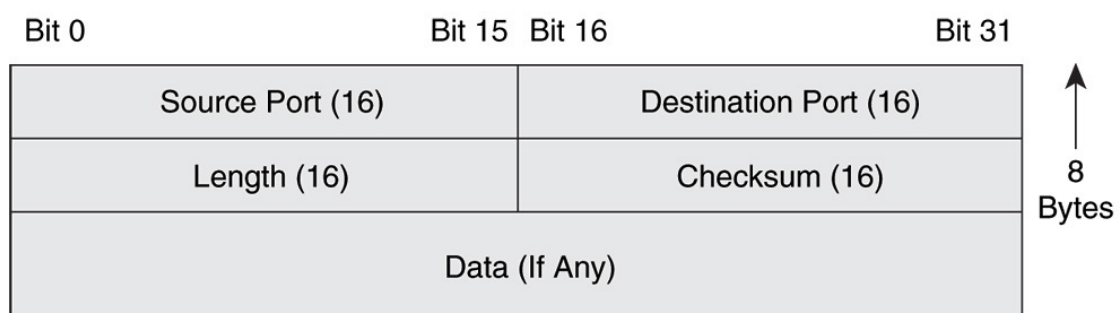 Bit 0 Bit 15 Bit 16 Bit 31
Source Port (16) Destination Port (16)
Length (16) Checksum (16)
8
Bytes
Data (If Any)